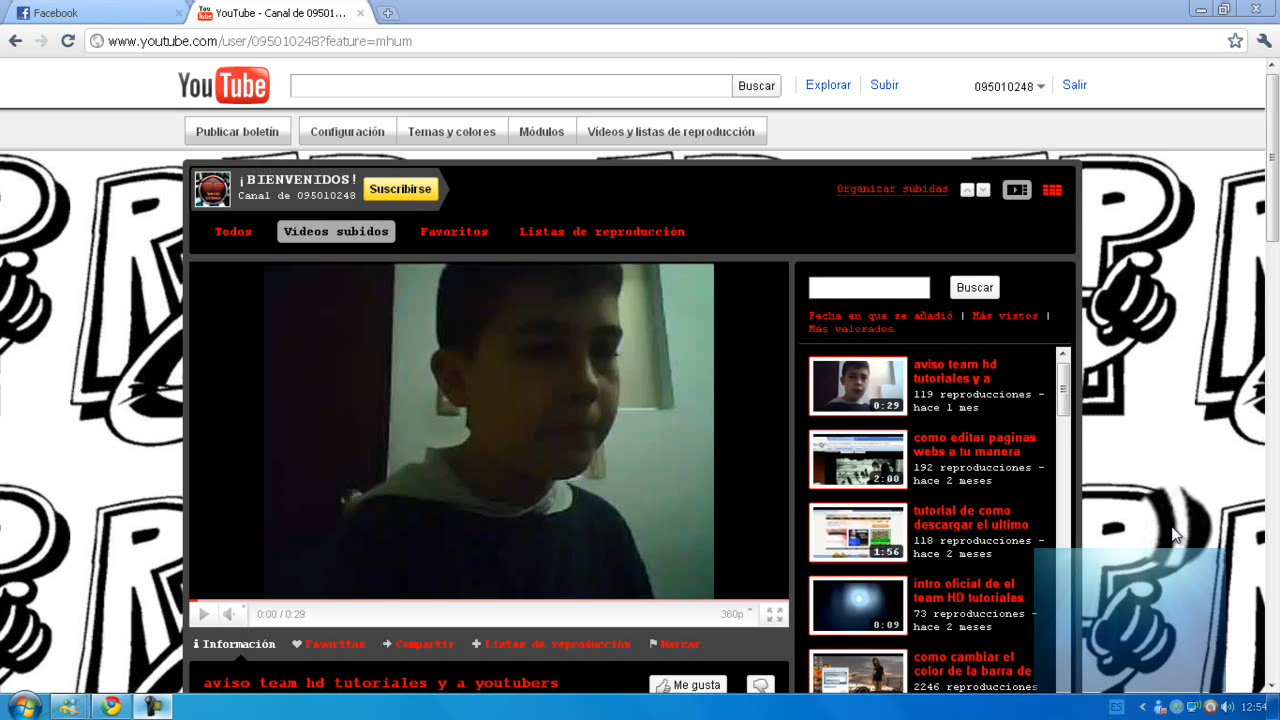 Facebook
YouTube - Canal de 09501...
www.youtube.com/user/095010248?feature=mhum
YouTube
Buscar
Explorar
Subir
095010248
Salir
Publicar boletín
Configuración
Temas y colores
Módulos
Vídeos y listas de reproducción
¡BIENVENIDOS!
Canal de 095010248
Suscribirse
Organizar subidas
Todos
Vídeos subidos
Favoritos
Listas de reproducción
Buscar
Fecha en que se añadió | Más vistos |
Más valorados
aviso team hd
tutoriales y a
119 reproducciones -
hace 1 mes
0:29
como editar paginas
webs a tu manera
192 reproducciones -
hace 2 meses
2:00
tutorial de como
descargar el ultimo
118 reproducciones -
hace 2 meses
1:56
intro oficial de el
team HD tutoriales
73 reproducciones -
hace 2 meses
0:09
como cambiar el
color de la barra de
2246 reproducciones
0:00 / 0:29
360p
Información
Favoritos
Compartir
Listas de reproducción
Marcar
aviso team hd tutoriales y a youtubers
Me gusta
ES
12:54